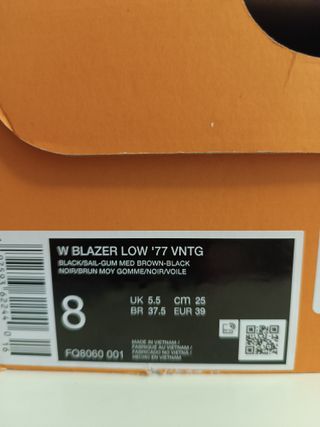 W BLAZER LOW '77 VNTG
BLACK/SAIL-GUM MED BROWN-BLACK
NOIR/BRUN MOY GOMME/NOIR/VOILE
8
UK 5.5 CM 25
BR 37.5 EUR 39
FQ8060 001
MADE IN VIETNAM /
FABRIQUE AU VIETNAM /
FABRICADO NO VIETNAM /
HECHO EN VIETNAM